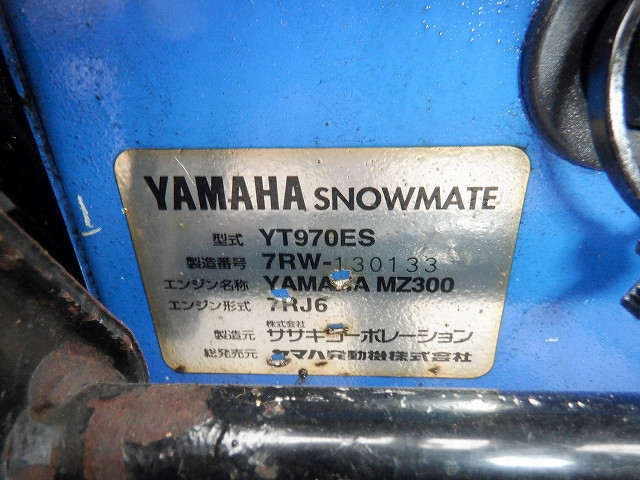 YAMAHA SNOWMATE
型式 YT970ES
製造番号 7RW-130133
エンジン名称 YAMAHA MZ300
エンジン形式 7RJ6
製造元 株式会社 ササキコーポレーション
総発売元 ヤマハ発動機株式会社